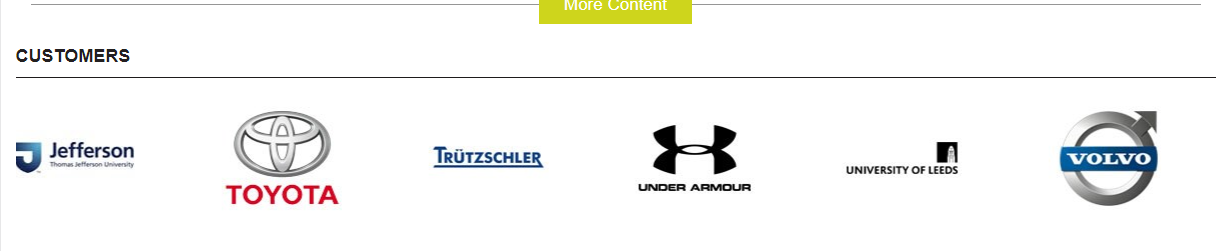 More Content
CUSTOMERS
Jefferson
Thomas Jefferson University
TOYOTA
TRÜTZSCHLER
UNDER ARMOUR
UNIVERSITY OF LEEDS
VOLVO